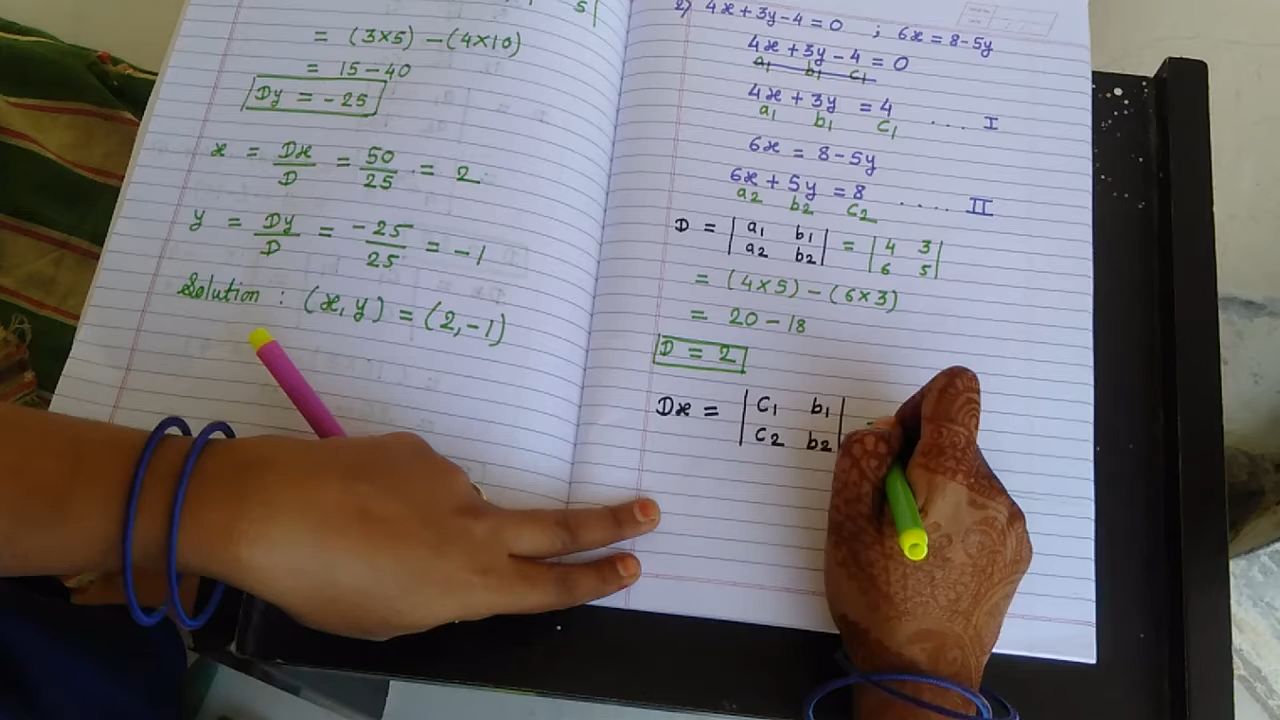 5|
= (3×5) - (4×10)
= 15 - 40
Dy = -25
x = Dx/D = 50/25 = 2
y = Dy/D = -25/25 = -1
Solution : (x, y) = (2, -1)
2) 4x + 3y - 4 = 0 ; 6x = 8 - 5y
4x + 3y - 4 = 0
a₁ b₁ c₁
4x + 3y = 4 .... I
a₁ b₁ c₁
6x = 8 - 5y
6x + 5y = 8 .... II
a₂ b₂ c₂
D = |a₁ b₁| = |4 3|
|a₂ b₂| |6 5|
= (4×5) - (6×3)
= 20 - 18
D = 2
Dx = |c₁ b₁|
|c₂ b₂|